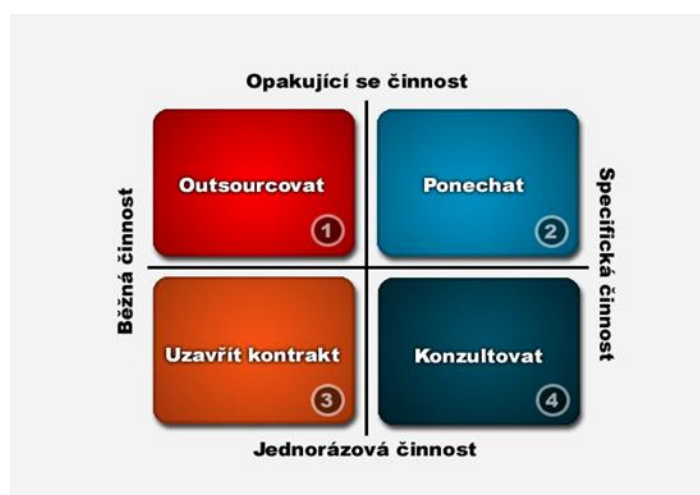 Opakující se činnost
Outsourcovat
1
Ponechat
2
Běžná činnost
Specifická činnost
Uzavřít kontrakt
3
Konzultovat
4
Jednorázová činnost